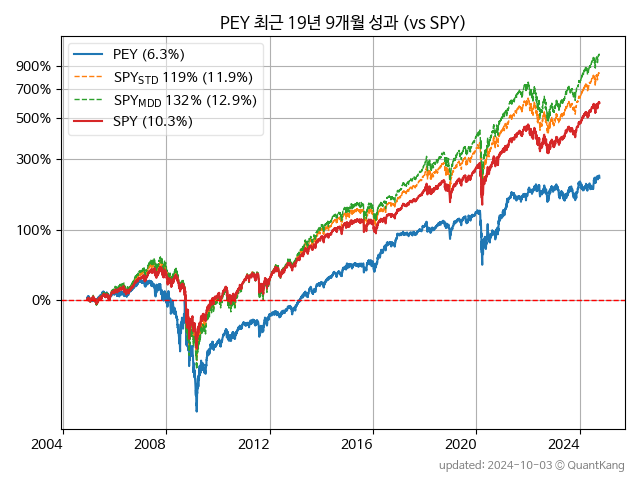 PEY 최근 19년 9개월 성과 (vs SPY)
PEY (6.3%)
SPY_STD 119% (11.9%)
SPY_MDD 132% (12.9%)
SPY (10.3%)
900%
700%
500%
300%
100%
0%
2004 2008 2012 2016 2020 2024
updated: 2024-10-03 © QuantKang